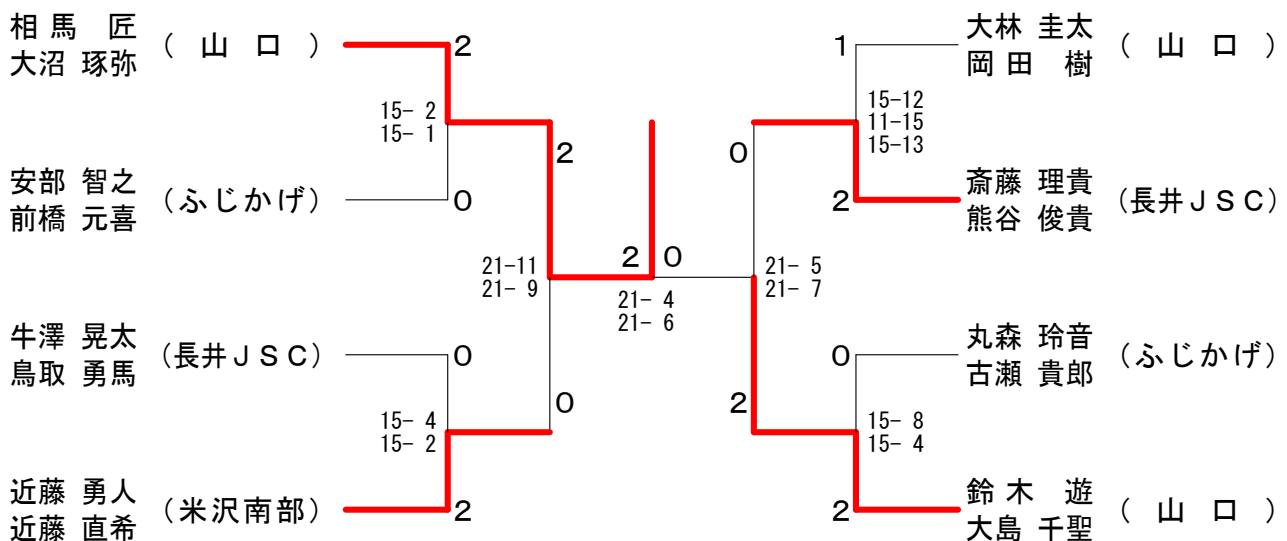 相 馬　匠
大沼 琢弥
( 山 口 )
2
15- 2
15- 1
安部 智之
前橋 元喜
(ふじかげ)
0
2
21-11
21- 9
牛澤 晃太
鳥取 勇馬
(長井ＪＳＣ)
0
15- 4
15- 2
近藤 勇人
近藤 直希
(米沢南部)
2
0
2
0
21- 4
21- 6
大林 圭太
岡 田　樹
( 山 口 )
1
15-12
11-15
15-13
斎藤 理貴
熊谷 俊貴
(長井ＪＳＣ)
2
0
21- 5
21- 7
丸森 玲音
古瀬 貴郎
(ふじかげ)
0
15- 8
15- 4
鈴 木　遊
大島 千聖
( 山 口 )
2
2